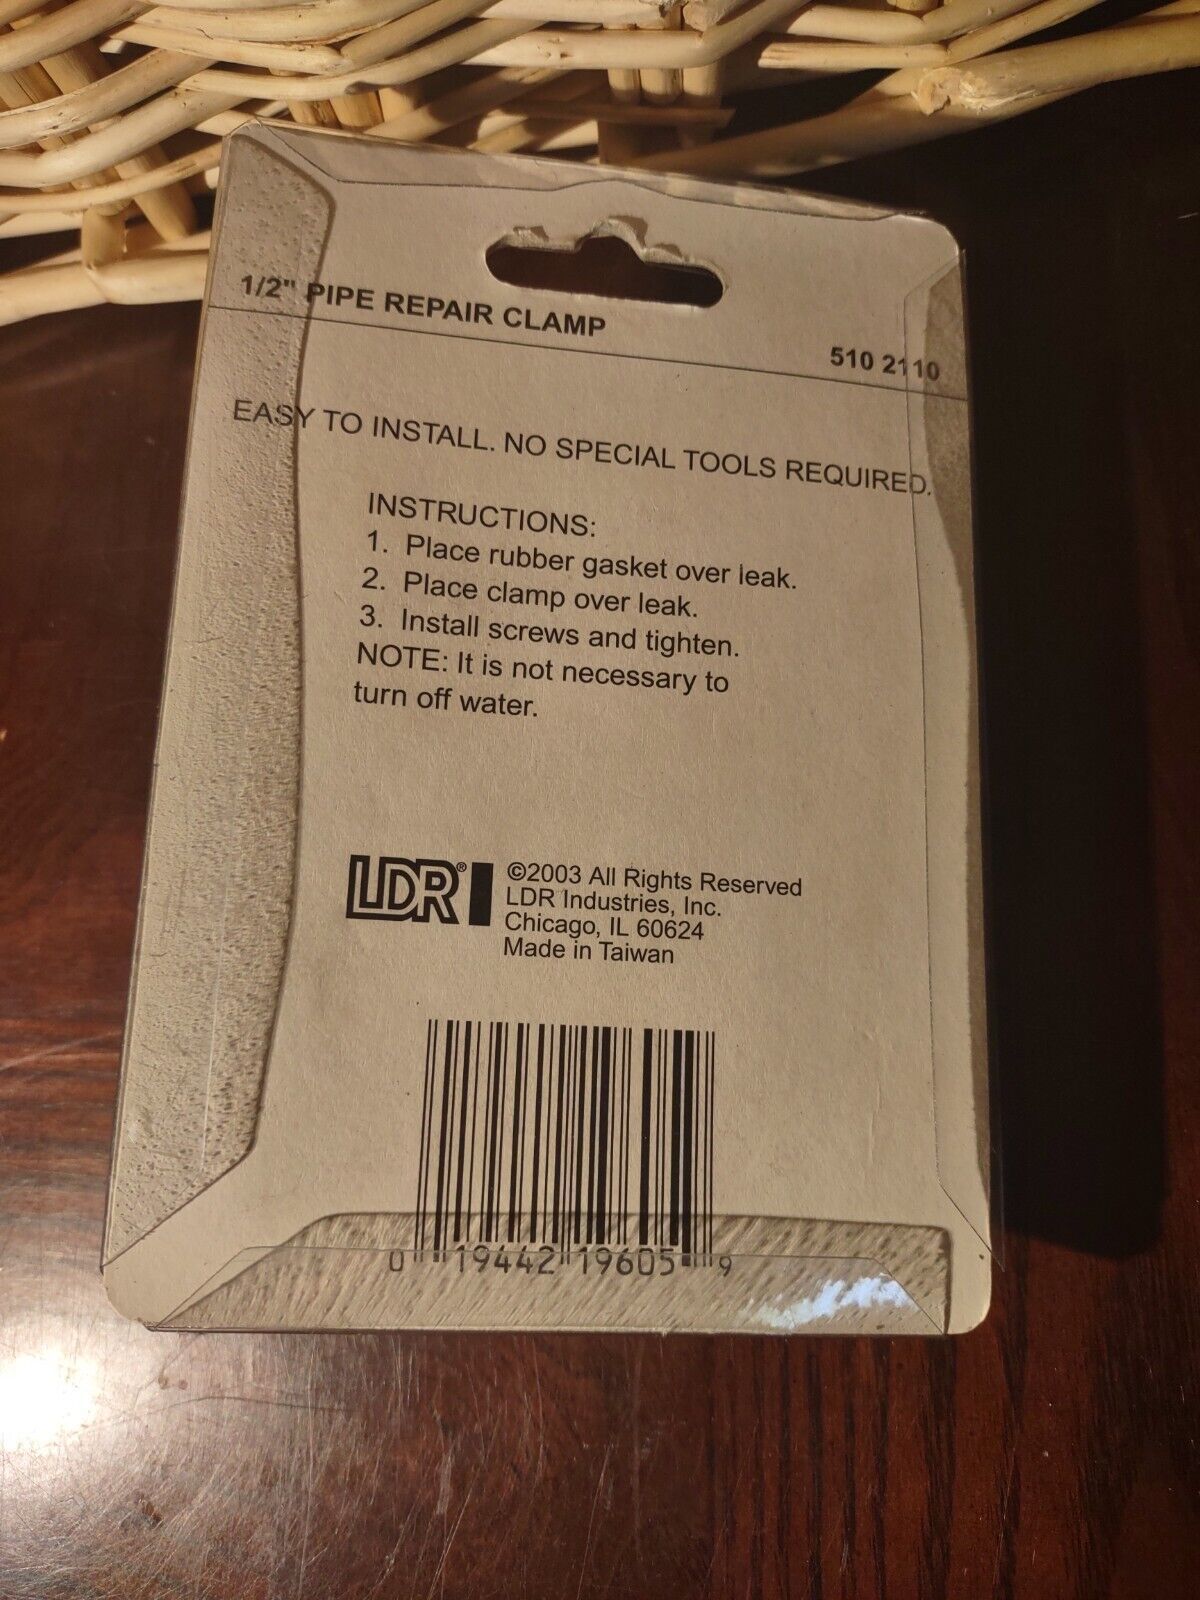 1/2" PIPE REPAIR CLAMP
510 2110
EASY TO INSTALL. NO SPECIAL TOOLS REQUIRED.
INSTRUCTIONS:
1. Place rubber gasket over leak.
2. Place clamp over leak.
3. Install screws and tighten.
NOTE: It is not necessary to
turn off water.
LDR®
©2003 All Rights Reserved
LDR Industries, Inc.
Chicago, IL 60624
Made in Taiwan
0 19442 19605 9